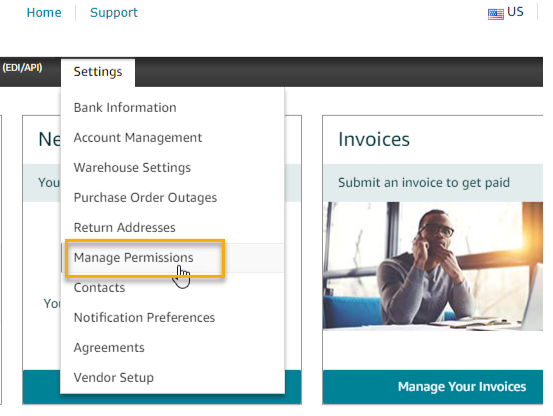 Home Support US
(EDI/API) Settings
Bank Information
Account Management
Warehouse Settings
Purchase Order Outages
Return Addresses
Manage Permissions
Contacts
Notification Preferences
Agreements
Vendor Setup
Ne
You
You
Invoices
Submit an invoice to get paid
Manage Your Invoices